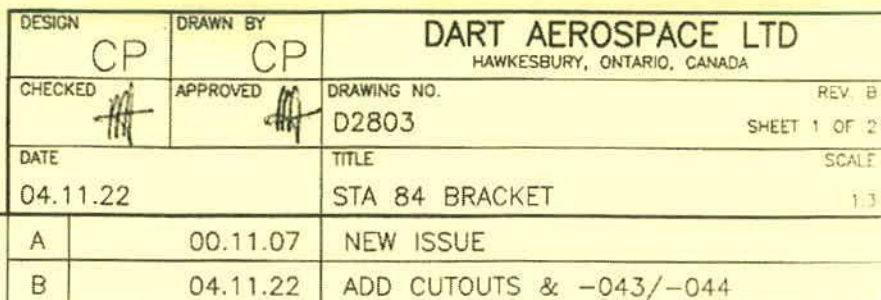 DESIGN DRAWN BY DART AEROSPACE LTD
CP CP HAWKESBURY, ONTARIO, CANADA
CHECKED APPROVED DRAWING NO. REV. B
D2803 SHEET 1 OF 2
DATE TITLE SCALE
04.11.22 STA 84 BRACKET 1:3
A 00.11.07 NEW ISSUE
B 04.11.22 ADD CUTOUTS & -043/-044